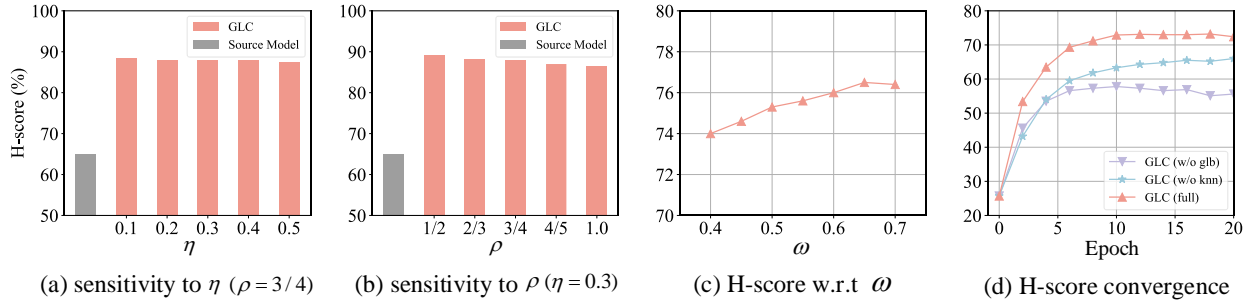 H-score (%)
100
90
80
70
60
50
GLC
Source Model
0.1 0.2 0.3 0.4 0.5
η
(a) sensitivity to η (ρ = 3/4)
100
90
80
70
60
50
GLC
Source Model
1/2 2/3 3/4 4/5 1.0
ρ
(b) sensitivity to ρ (η = 0.3)
80
78
76
74
72
70
0.4 0.5 0.6 0.7
ω
(c) H-score w.r.t ω
80
70
60
50
40
30
20
GLC (w/o glb)
GLC (w/o knn)
GLC (full)
0 5 10 15 20
Epoch
(d) H-score convergence